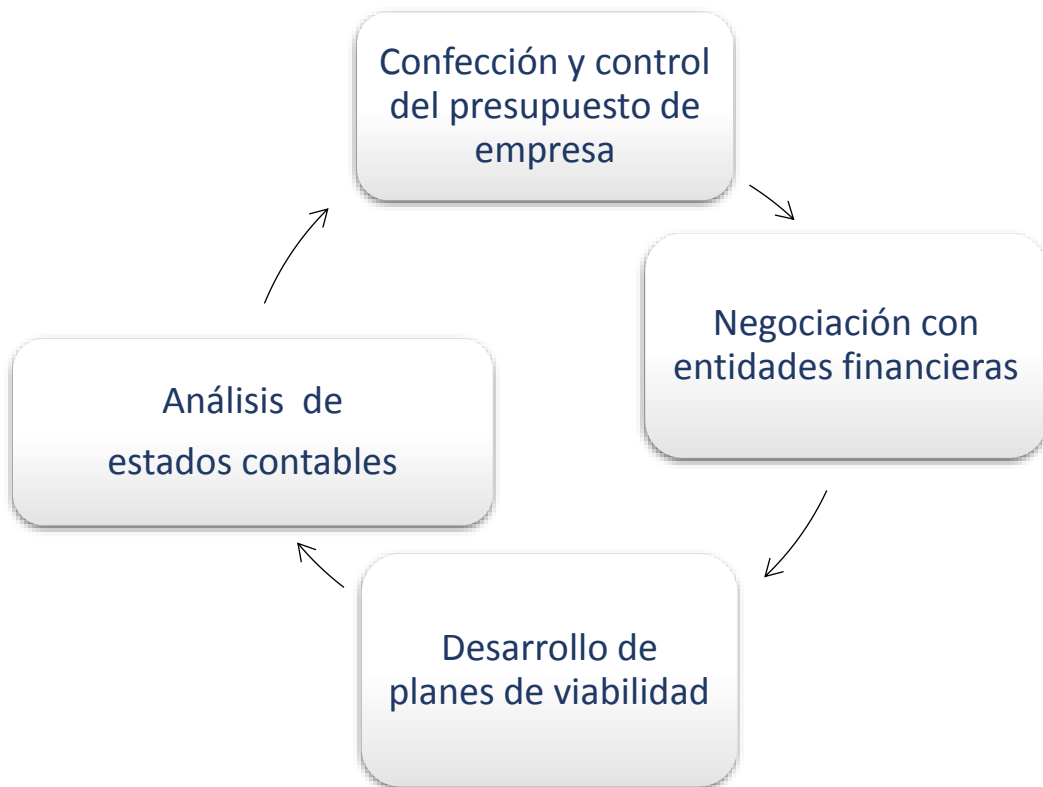 Confección y control
del presupuesto de
empresa
Negociación con
entidades financieras
Desarrollo de
planes de viabilidad
Análisis  de
estados contables